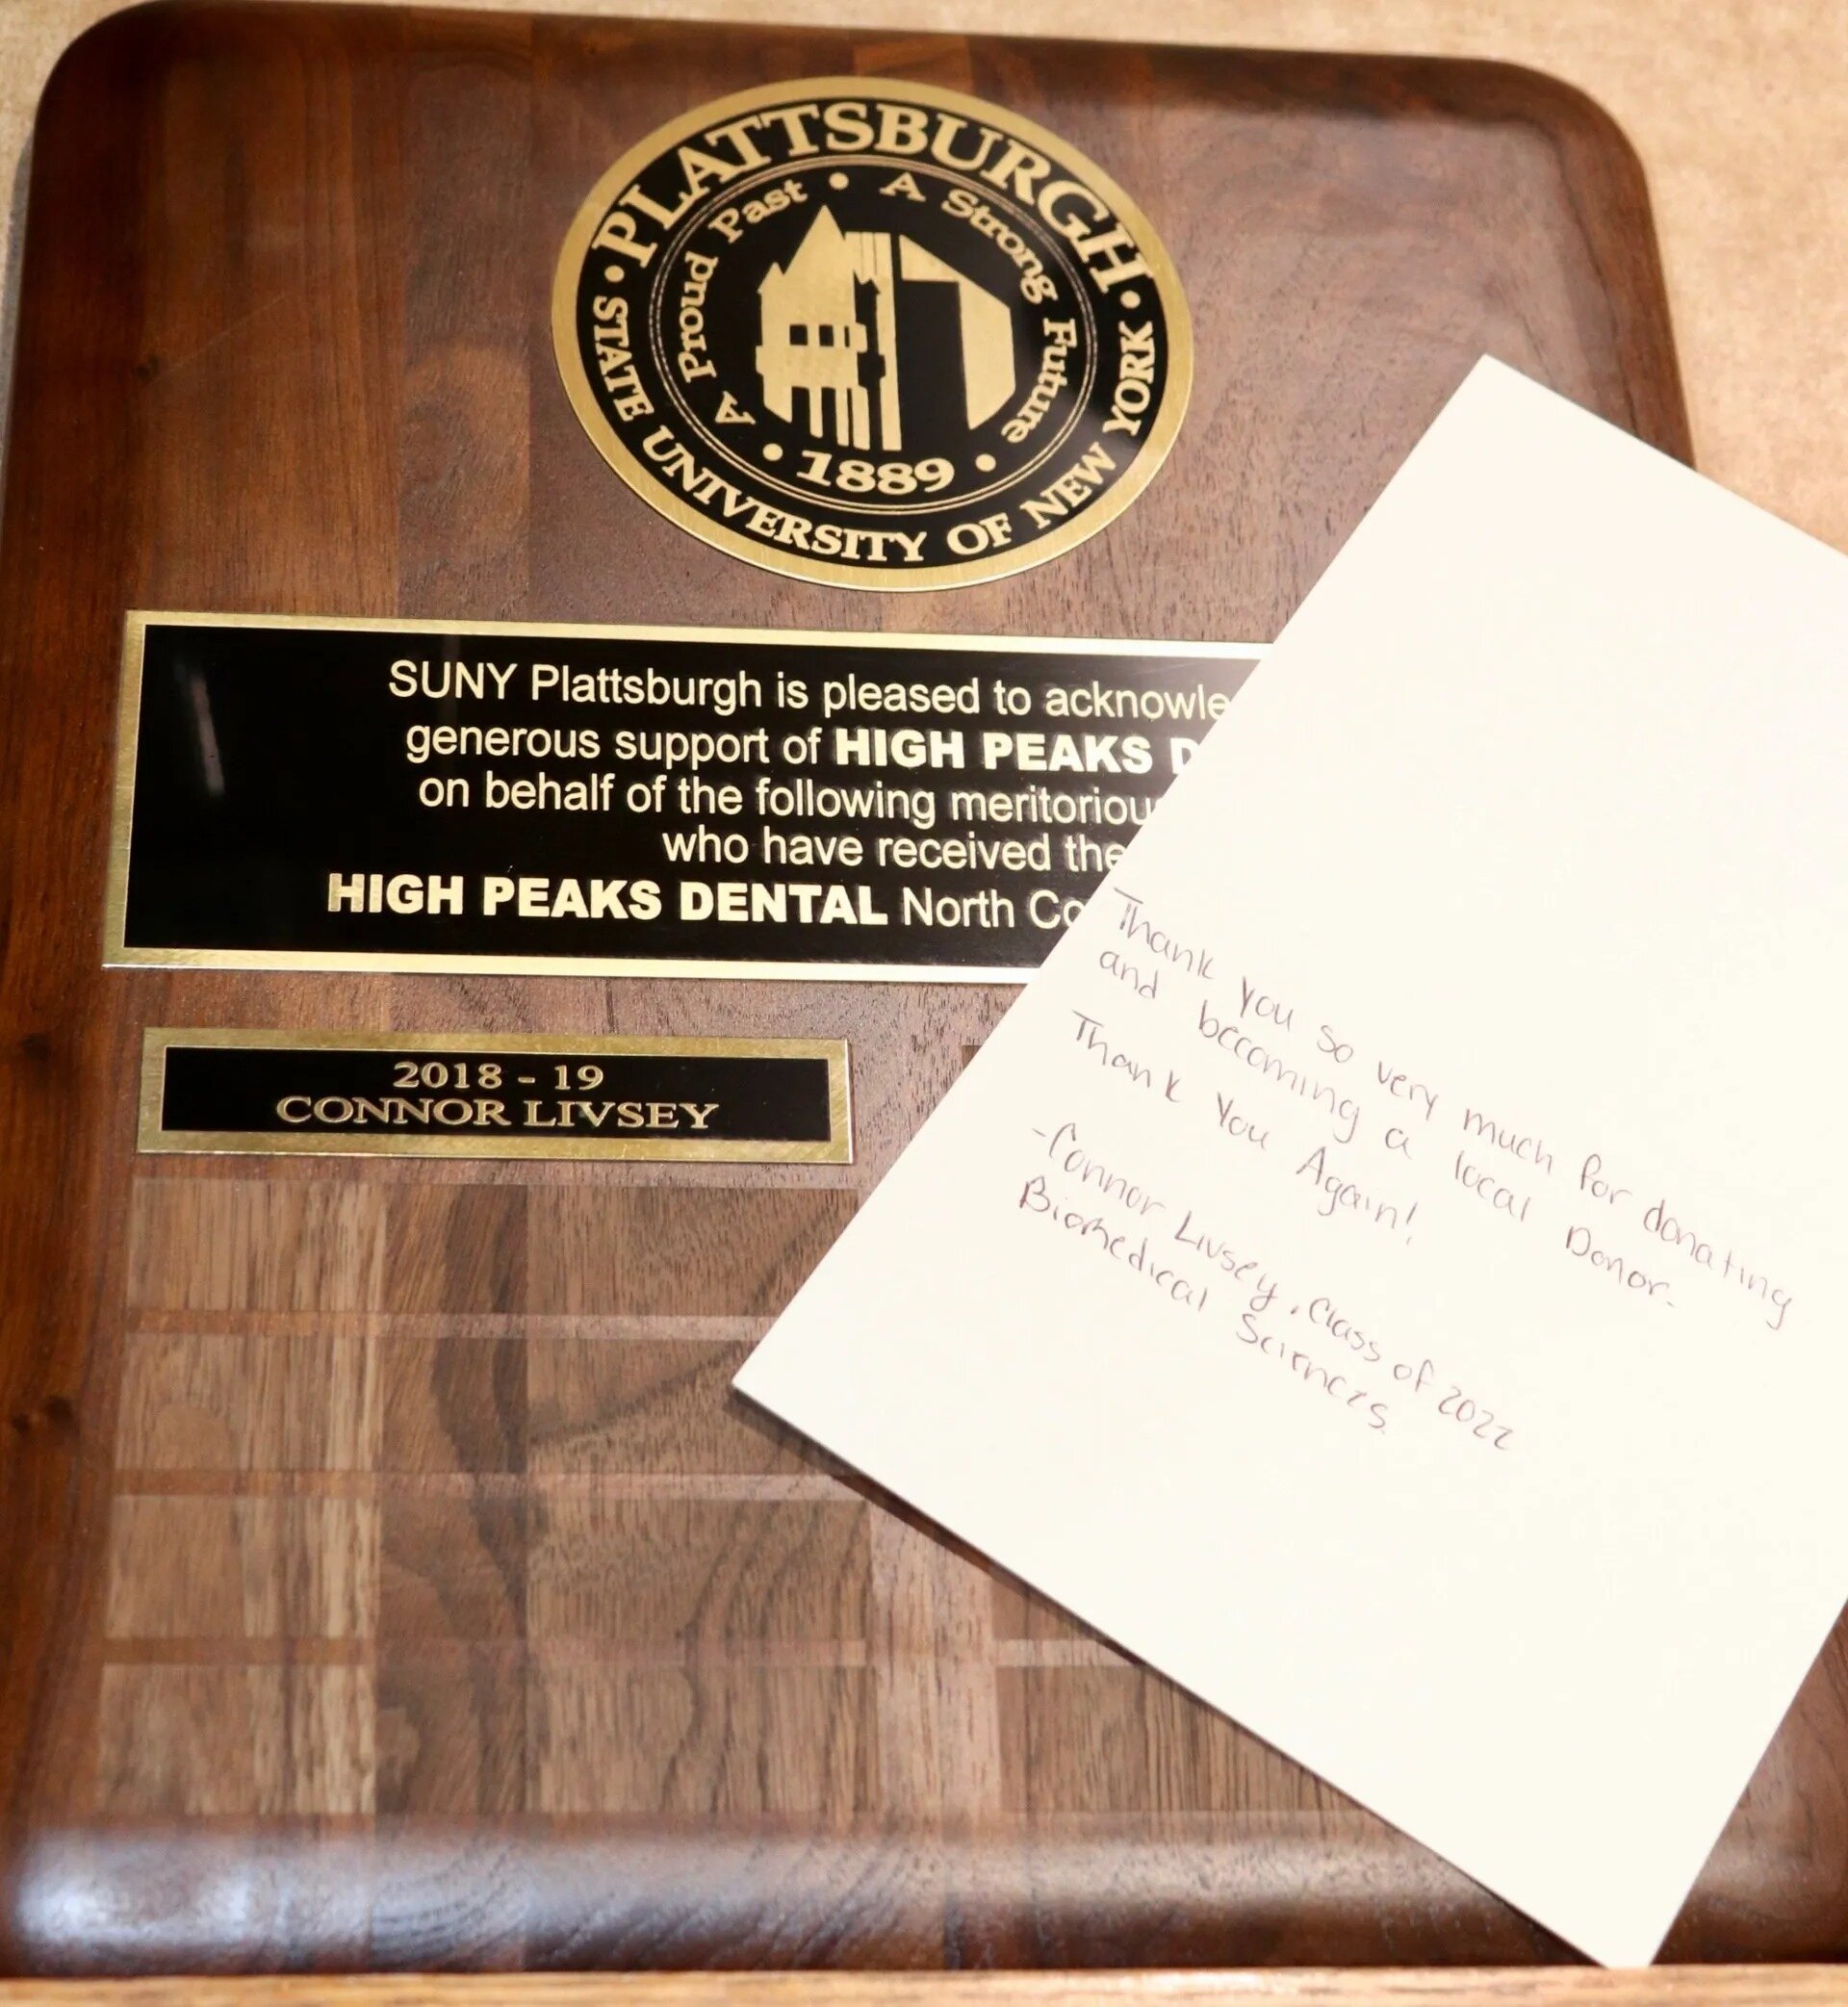 PLATTSBURGH
STATE UNIVERSITY OF NEW YORK
A Proud Past • A Strong Future
1889
SUNY Plattsburgh is pleased to acknowle
generous support of HIGH PEAKS D
on behalf of the following meritoriou
who have received the
HIGH PEAKS DENTAL North Co
2018 - 19
CONNOR LIVSEY
Thank you so very much for donating
and becoming a local Donor.
Thank You Again!
-Connor Livsey, Class of 2022
Biomedical Sciences